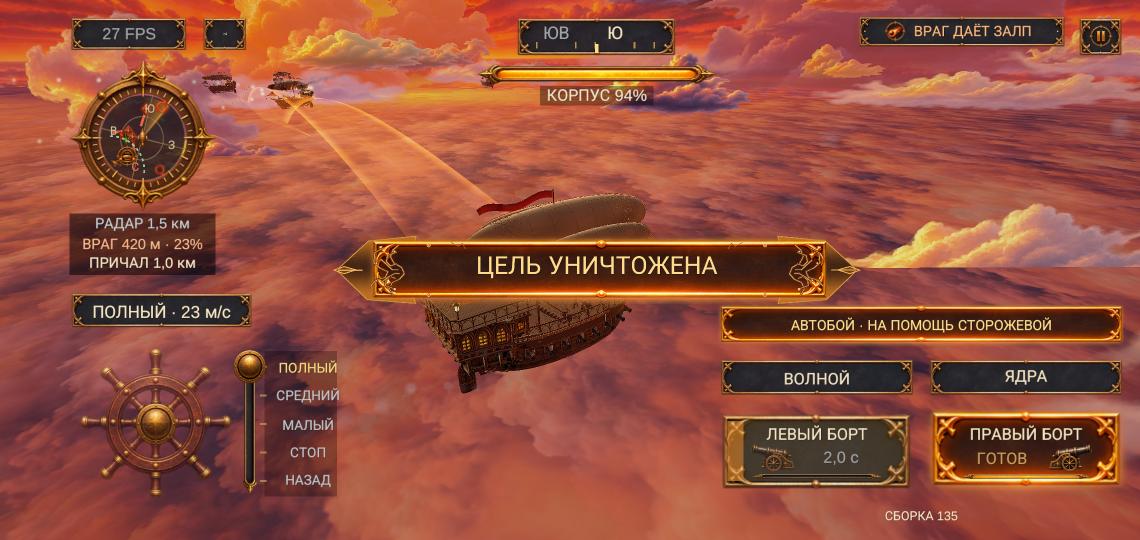 27 FPS
ЮВ Ю
ВРАГ ДАЁТ ЗАЛП
КОРПУС 94%
Ю
В
З
С
РАДАР 1,5 км
ВРАГ 420 м · 23%
ПРИЧАЛ 1,0 км
ЦЕЛЬ УНИЧТОЖЕНА
ПОЛНЫЙ · 23 м/с
АВТОБОЙ · НА ПОМОЩЬ СТОРОЖЕВОЙ
ПОЛНЫЙ
СРЕДНИЙ
МАЛЫЙ
СТОП
НАЗАД
ВОЛНОЙ
ЯДРА
ЛЕВЫЙ БОРТ
2,0 с
ПРАВЫЙ БОРТ
ГОТОВ
СБОРКА 135